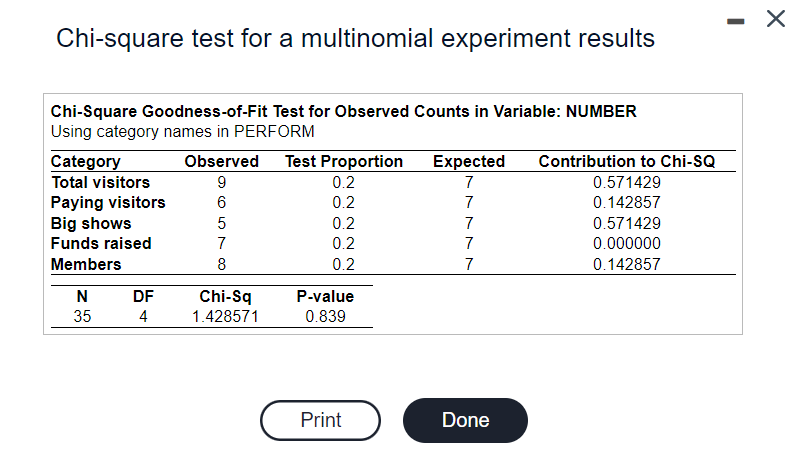 Chi-square test for a multinomial experiment results
Chi-Square Goodness-of-Fit Test for Observed Counts in Variable: NUMBER
Using category names in PERFORM
Category Observed Test Proportion Expected Contribution to Chi-SQ
Total visitors 9 0.2 7 0.571429
Paying visitors 6 0.2 7 0.142857
Big shows 5 0.2 7 0.571429
Funds raised 7 0.2 7 0.000000
Members 8 0.2 7 0.142857
N DF Chi-Sq P-value
35 4 1.428571 0.839
Print Done